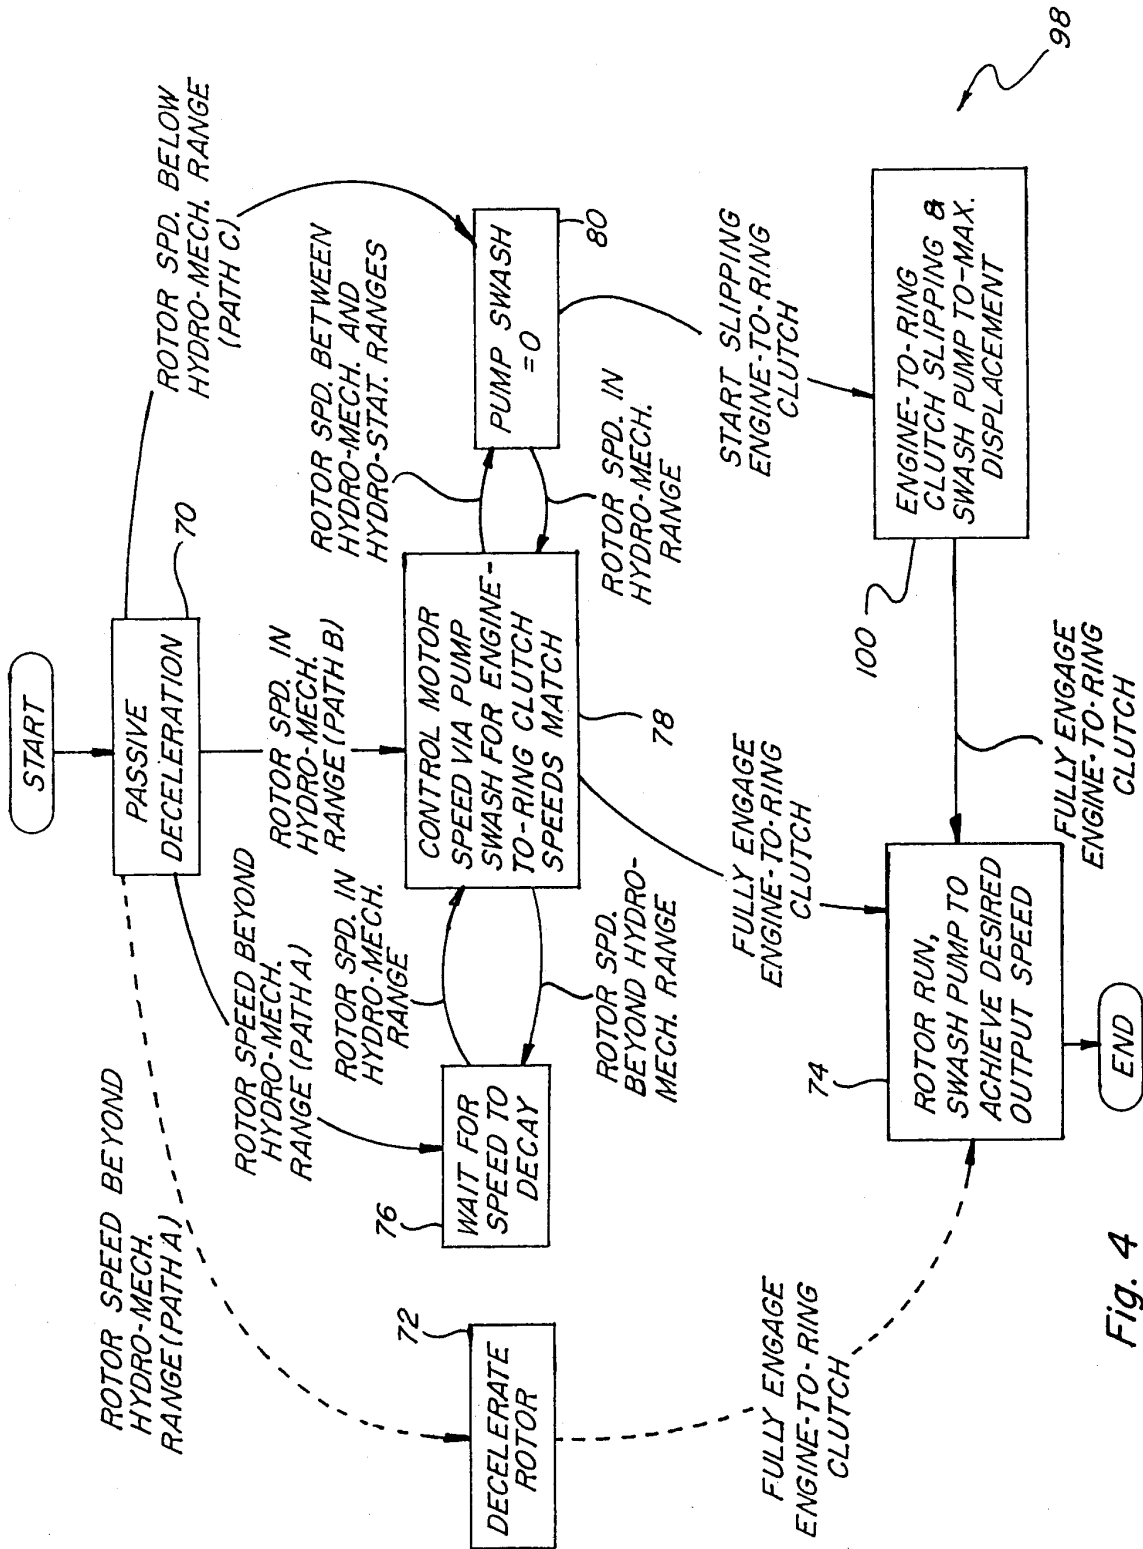 START
PASSIVE
DECELERATION
70
ROTOR SPEED BEYOND
HYDRO-MECH.
RANGE (PATH A)
ROTOR SPEED BEYOND
HYDRO-MECH.
RANGE (PATH A)
ROTOR SPD. IN
HYDRO-MECH.
RANGE (PATH B)
ROTOR SPD. BELOW
HYDRO-MECH. RANGE
(PATH C)
72
DECELERATE
ROTOR
76
WAIT FOR
SPEED TO
DECAY
ROTOR SPD. IN
HYDRO-MECH.
RANGE
ROTOR SPD.
BEYOND HYDRO-
MECH. RANGE
CONTROL MOTOR
SPEED VIA PUMP
SWASH FOR ENGINE-
TO-RING CLUTCH
SPEEDS MATCH
78
ROTOR SPD. BETWEEN
HYDRO-MECH. AND
HYDRO-STAT. RANGES
ROTOR SPD. IN
HYDRO-MECH.
RANGE
PUMP SWASH
=0
80
FULLY ENGAGE
ENGINE-TO-RING
CLUTCH
FULLY ENGAGE
ENGINE-TO-RING
CLUTCH
START SLIPPING
ENGINE-TO-RING
CLUTCH
74
ROTOR RUN,
SWASH PUMP TO
ACHIEVE DESIRED
OUTPUT SPEED
100
ENGINE-TO-RING
CLUTCH SLIPPING &
SWASH PUMP TO-MAX.
DISPLACEMENT
FULLY ENGAGE
ENGINE-TO-RING
CLUTCH
END
98
Fig. 4